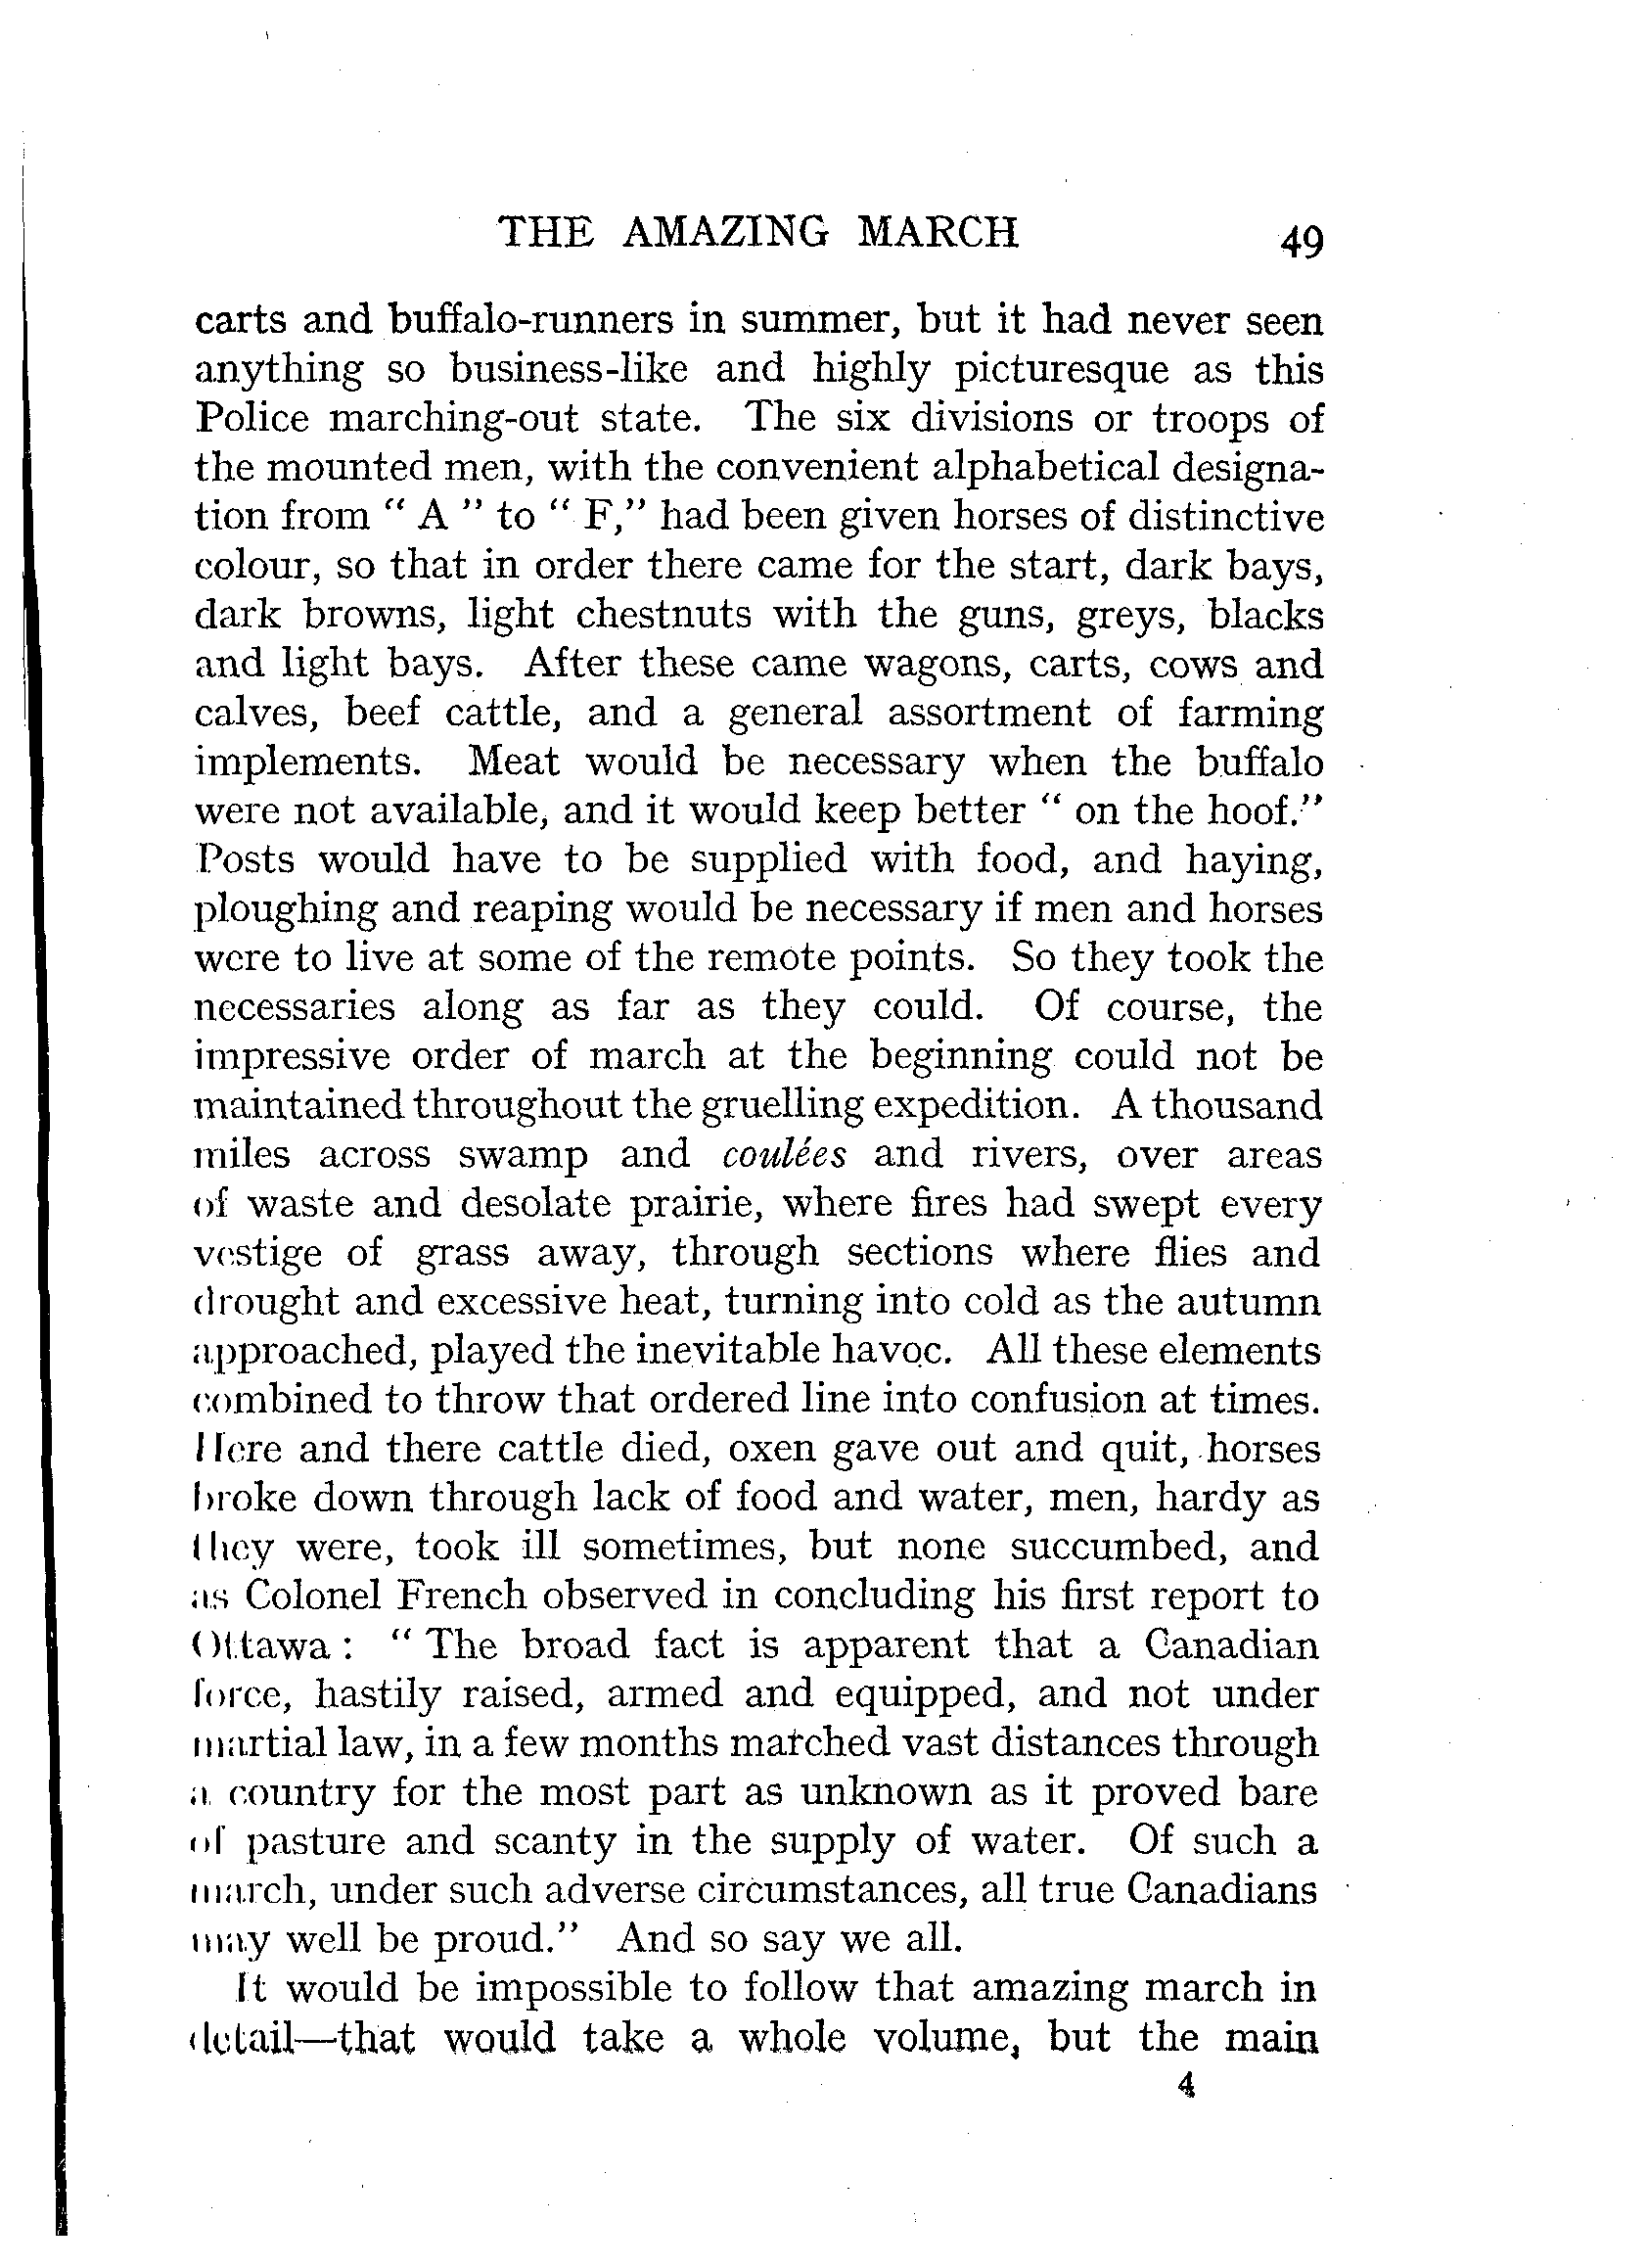 THE AMAZING MARCH 49
carts and buffalo-runners in summer, but it had never seen
anything so business-like and highly picturesque as this
Police marching-out state. The six divisions or troops of
the mounted men, with the convenient alphabetical designa-
tion from “ A ” to “ F,” had been given horses of distinctive
colour, so that in order there came for the start, dark bays,
dark browns, light chestnuts with the guns, greys, blacks
and light bays. After these came wagons, carts, cows and
calves, beef cattle, and a general assortment of farming
implements. Meat would be necessary when the buffalo
were not available, and it would keep better “ on the hoof.”
Posts would have to be supplied with food, and haying,
ploughing and reaping would be necessary if men and horses
were to live at some of the remote points. So they took the
necessaries along as far as they could. Of course, the
impressive order of march at the beginning could not be
maintained throughout the gruelling expedition. A thousand
miles across swamp and coulées and rivers, over areas
of waste and desolate prairie, where fires had swept every
vestige of grass away, through sections where flies and
drought and excessive heat, turning into cold as the autumn
approached, played the inevitable havoc. All these elements
combined to throw that ordered line into confusion at times.
Here and there cattle died, oxen gave out and quit, horses
broke down through lack of food and water, men, hardy as
they were, took ill sometimes, but none succumbed, and
as Colonel French observed in concluding his first report to
Ottawa : “ The broad fact is apparent that a Canadian
force, hastily raised, armed and equipped, and not under
martial law, in a few months marched vast distances through
a country for the most part as unknown as it proved bare
of pasture and scanty in the supply of water. Of such a
march, under such adverse circumstances, all true Canadians
may well be proud.” And so say we all.
It would be impossible to follow that amazing march in
detail—that would take a whole volume, but the main
4